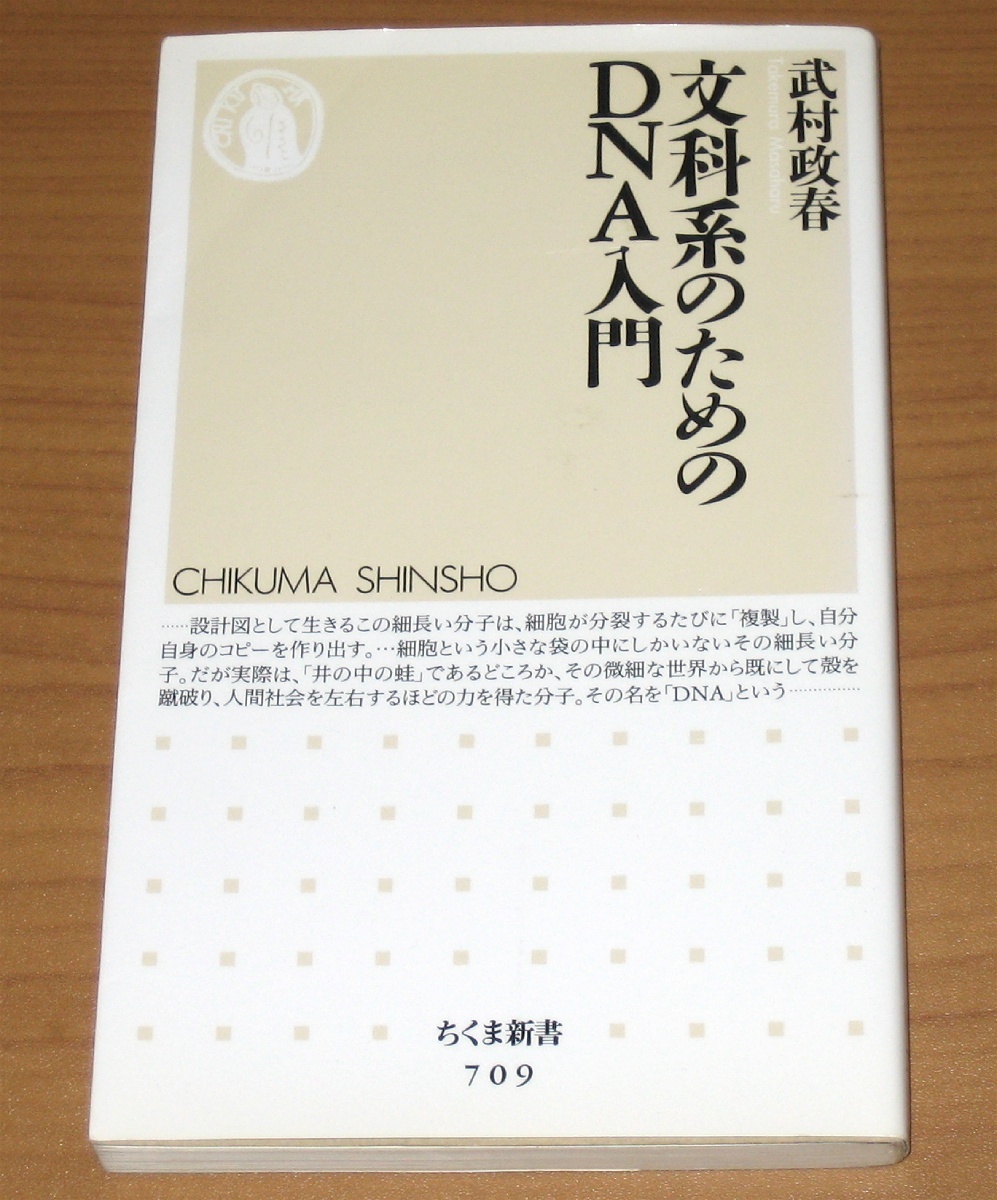 武村政春
Takemura Masaharu
文科系のための
DNA入門
CHIKUMA SHINSHO
……設計図として生きるこの細長い分子は、細胞が分裂するたびに「複製」し、自分
自身のコピーを作り出す。…細胞という小さな袋の中にしかいないその細長い分
子。だが実際は、「井の中の蛙」であるどころか、その微細な世界から既にして殻を
蹴破り、人間社会を左右するほどの力を得た分子。その名を「DNA」という……………
ちくま新書
709